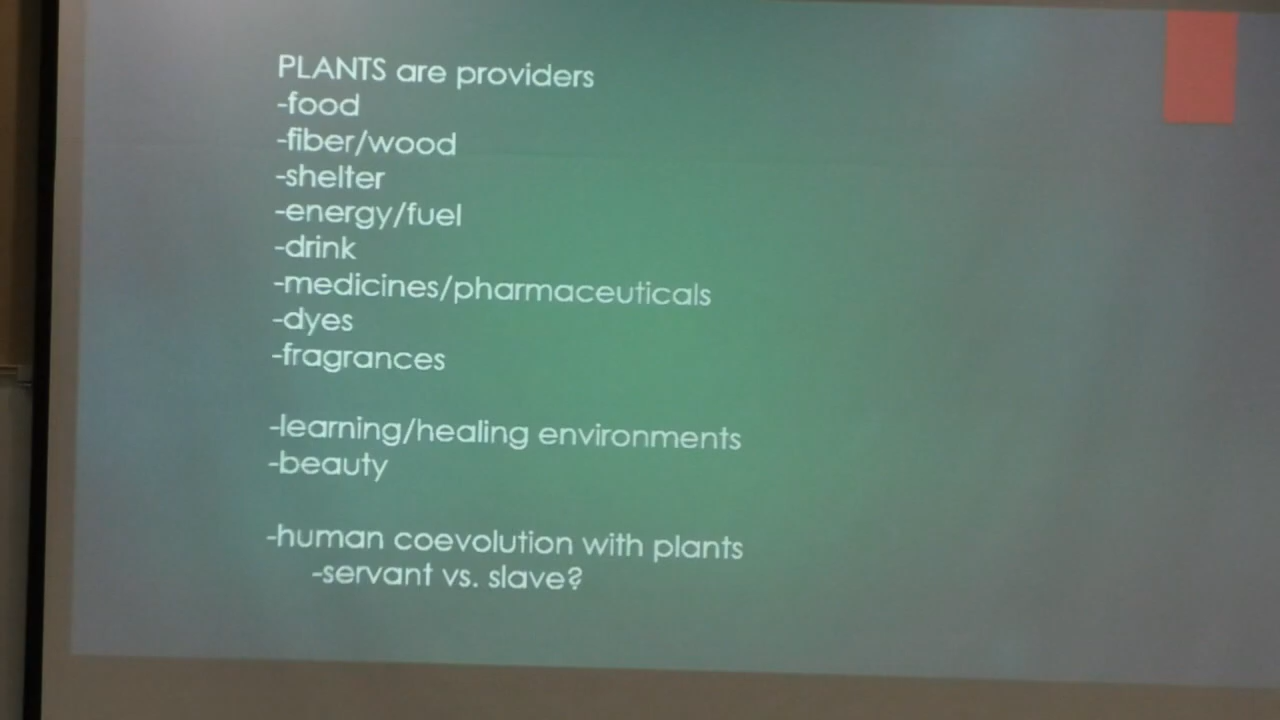 PLANTS are providers
-food
-fiber/wood
-shelter
-energy/fuel
-drink
-medicines/pharmaceuticals
-dyes
-fragrances
-learning/healing environments
-beauty
-human coevolution with plants
-servant vs. slave?